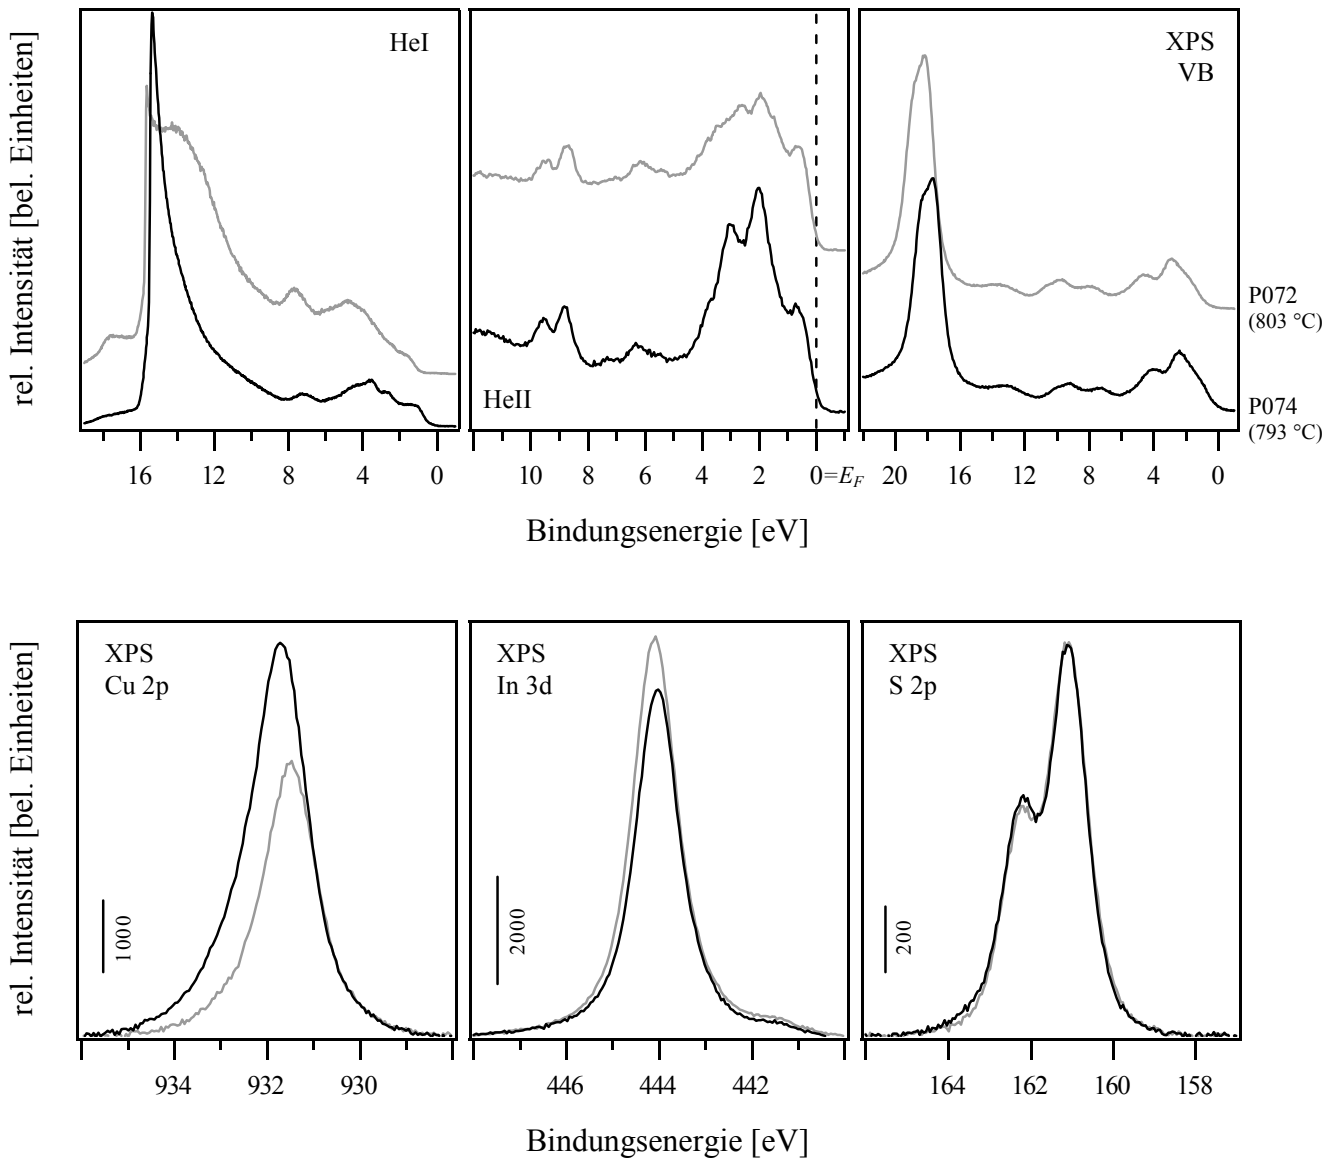 rel. Intensität [bel. Einheiten]
HeI
HeII
XPS
VB
P072
(803 °C)
P074
(793 °C)
16 12 8 4 0
10 8 6 4 2 0=E_F
20 16 12 8 4 0
Bindungsenergie [eV]
rel. Intensität [bel. Einheiten]
XPS
Cu 2p
1000
XPS
In 3d
2000
XPS
S 2p
200
934 932 930
446 444 442
164 162 160 158
Bindungsenergie [eV]